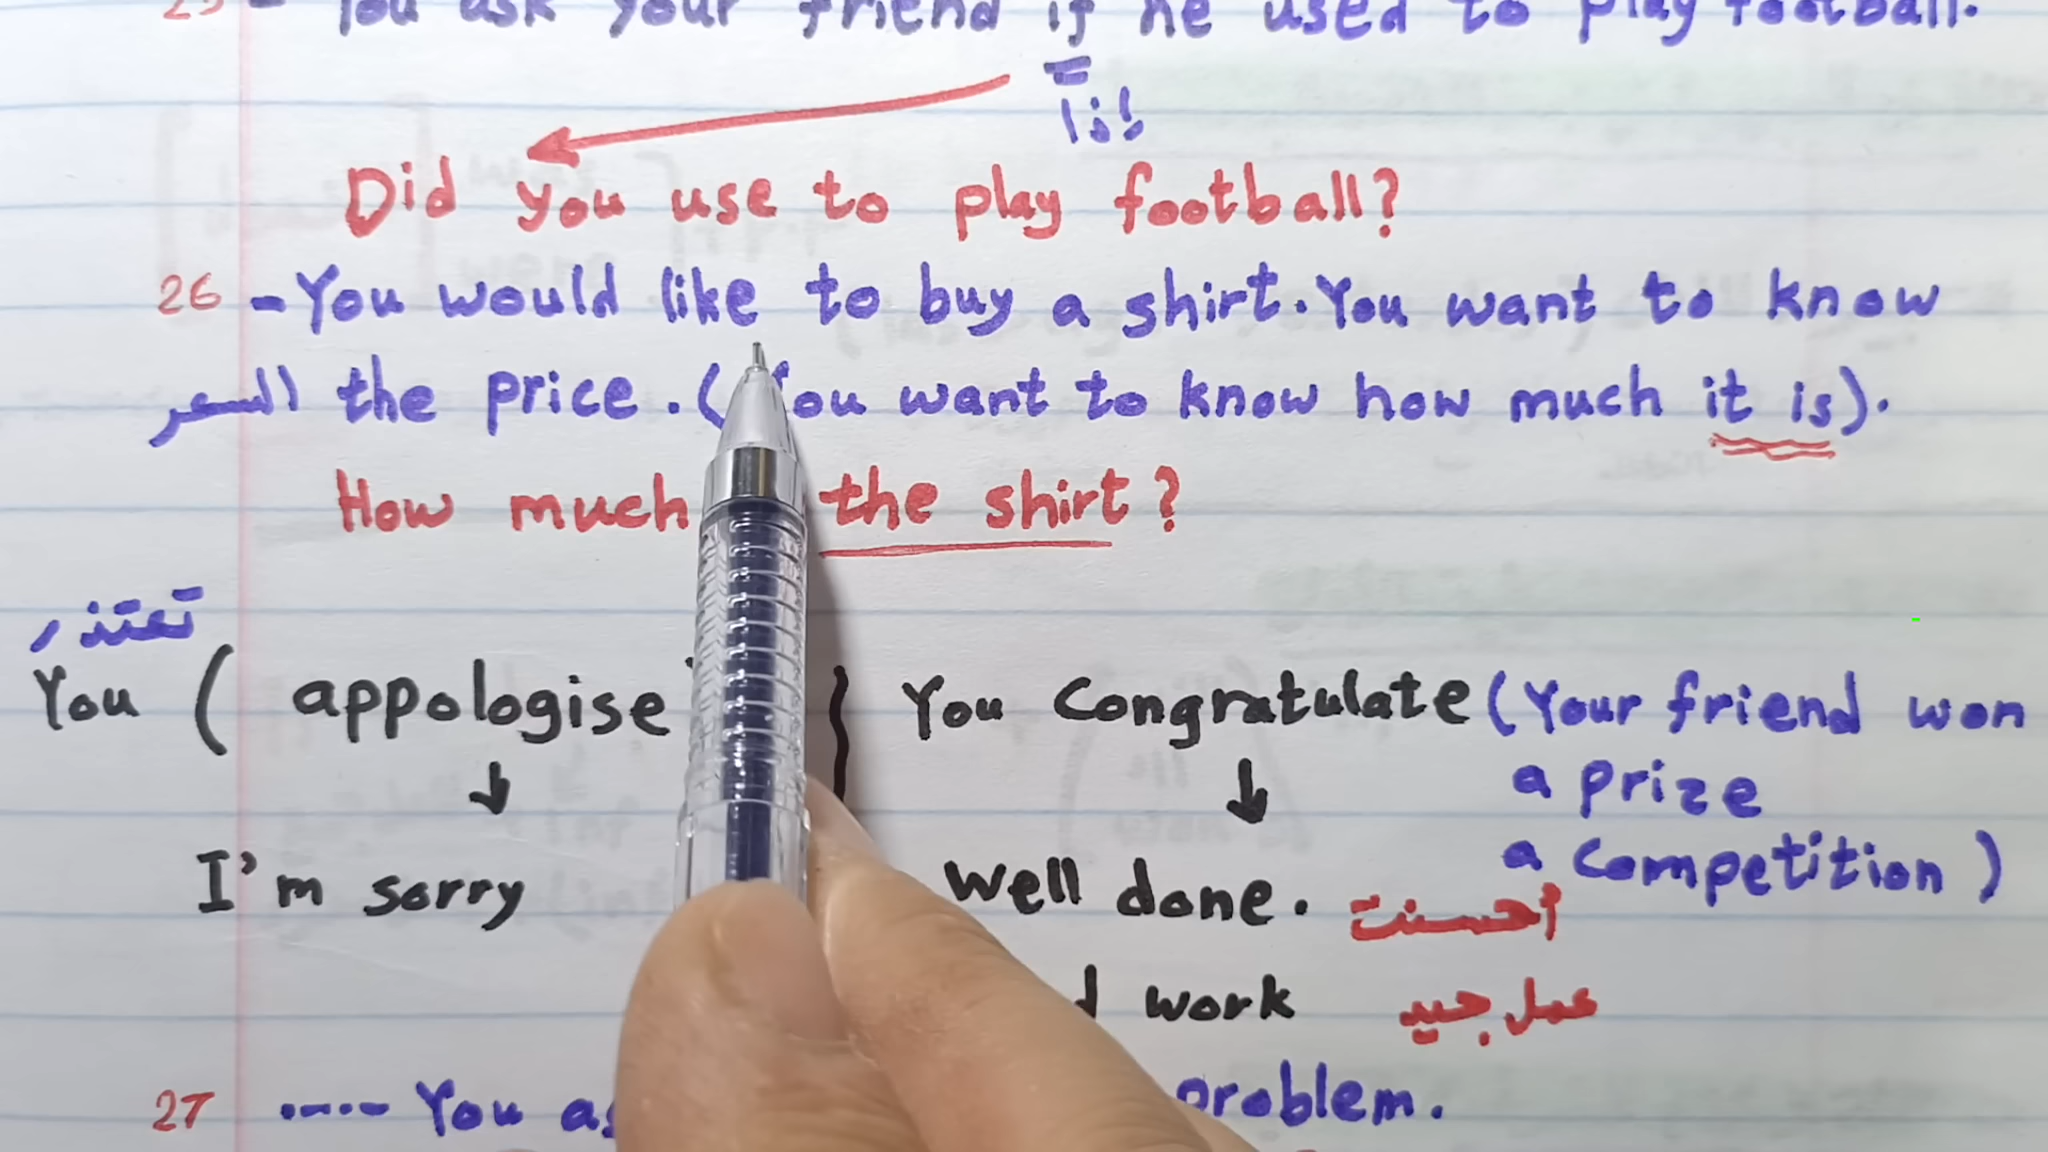 25 - You ask your friend if he used to play football.
إذا
Did you use to play football?
26 - You would like to buy a shirt. You want to know
السعر the price. (You want to know how much it is).
How much the shirt?
تعتذر
You ( appologise You Congratulate (Your friend won
a prize
I'm sorry well done. أحسنت a competition)
work عمل جيد
27 ..... You problem.